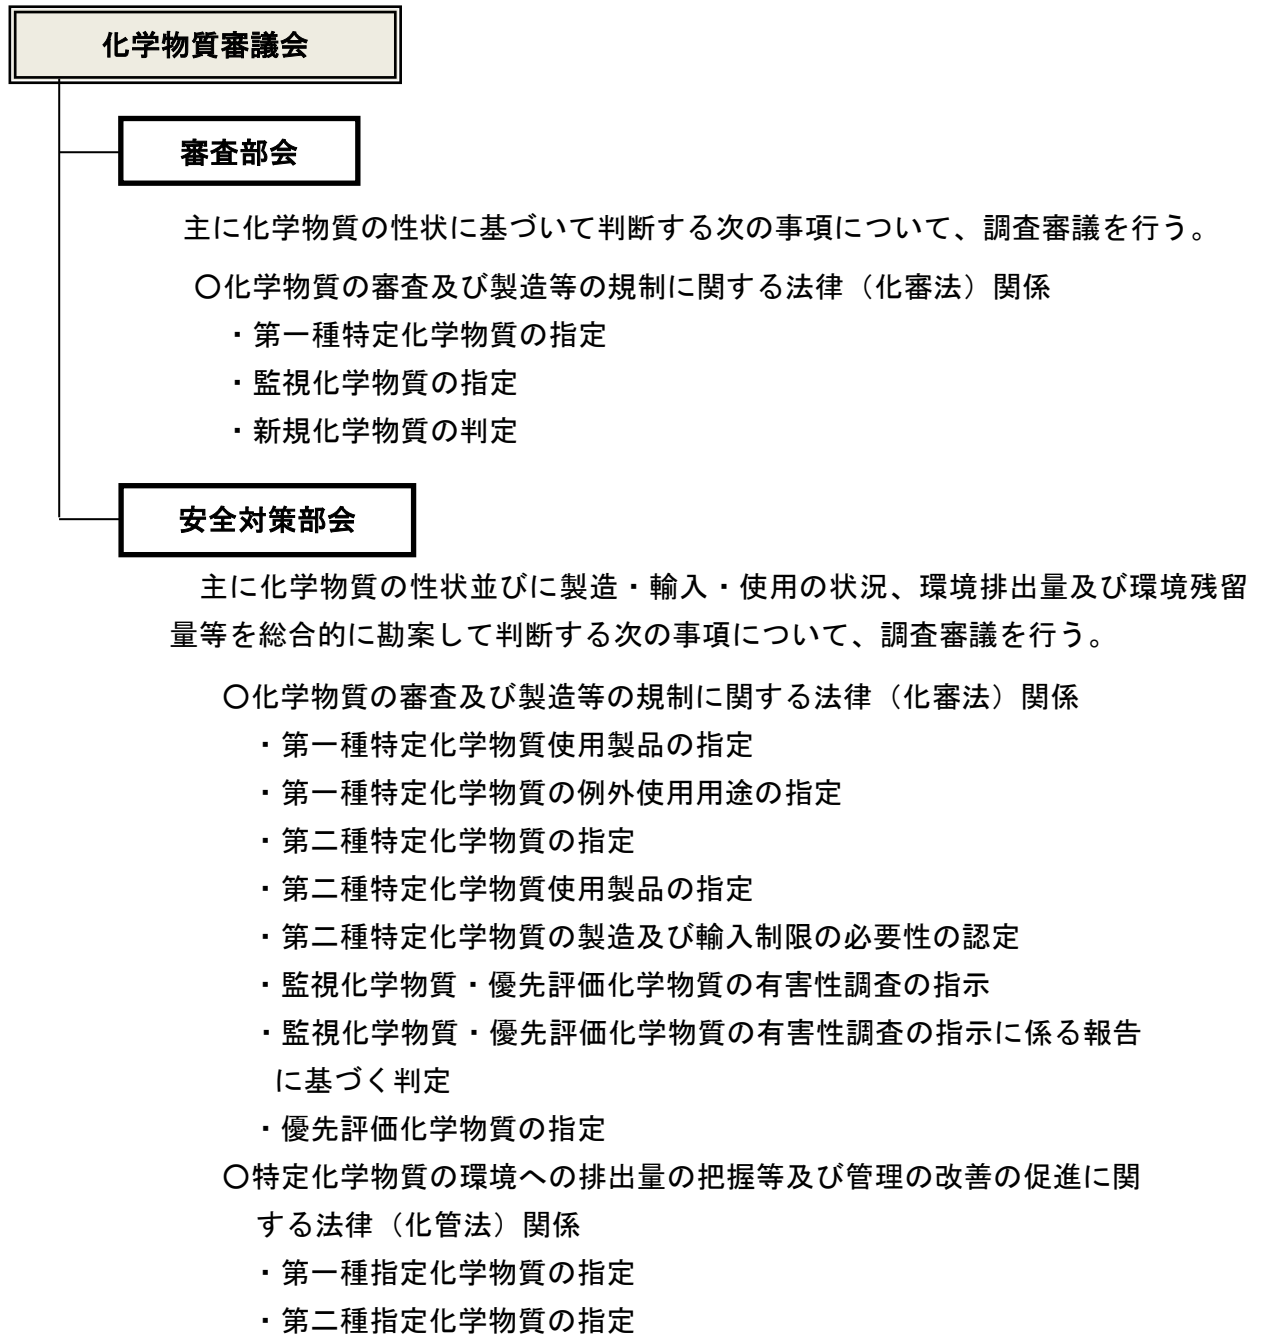 化学物質審議会
審査部会
主に化学物質の性状に基づいて判断する次の事項について、調査審議を行う。
〇化学物質の審査及び製造等の規制に関する法律（化審法）関係
・第一種特定化学物質の指定
・監視化学物質の指定
・新規化学物質の判定
安全対策部会
主に化学物質の性状並びに製造・輸入・使用の状況、環境排出量及び環境残留
量等を総合的に勘案して判断する次の事項について、調査審議を行う。
〇化学物質の審査及び製造等の規制に関する法律（化審法）関係
・第一種特定化学物質使用製品の指定
・第一種特定化学物質の例外使用用途の指定
・第二種特定化学物質の指定
・第二種特定化学物質使用製品の指定
・第二種特定化学物質の製造及び輸入制限の必要性の認定
・監視化学物質・優先評価化学物質の有害性調査の指示
・監視化学物質・優先評価化学物質の有害性調査の指示に係る報告
に基づく判定
・優先評価化学物質の指定
〇特定化学物質の環境への排出量の把握等及び管理の改善の促進に関
する法律（化管法）関係
・第一種指定化学物質の指定
・第二種指定化学物質の指定